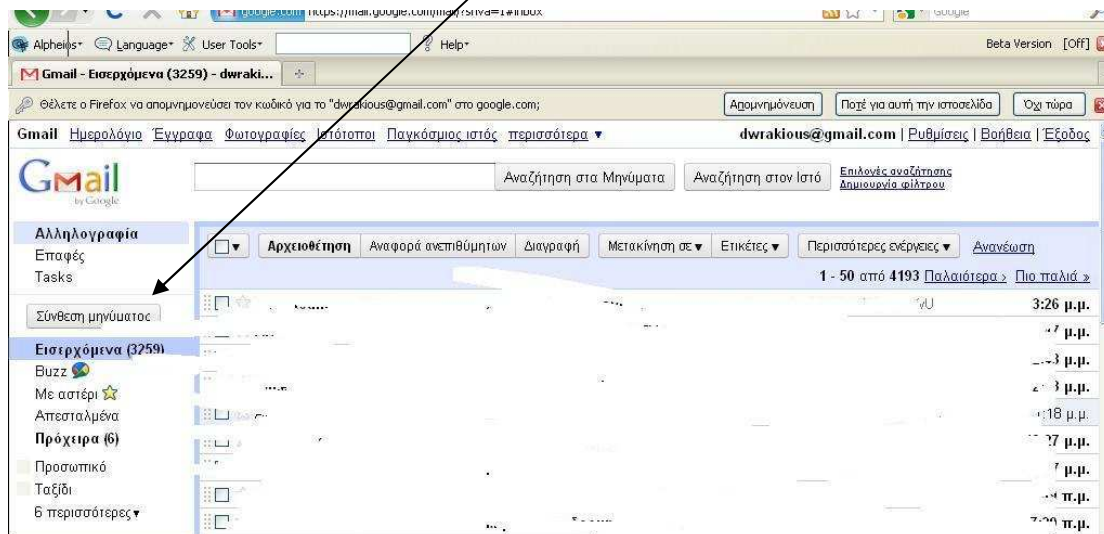 google.com https://mail.google.com/mail/?shva=1#inbox Google
Alpheios Language User Tools Help Beta Version [Off]
Gmail - Εισερχόμενα (3259) - dwraki...
Θέλετε ο Firefox να απομνημονεύσει τον κωδικό για το "dwrakious@gmail.com" στο google.com; Απομνημόνευση Ποτέ για αυτή την ιστοσελίδα Όχι τώρα
Gmail Ημερολόγιο Έγγραφα Φωτογραφίες Ιστότοποι Παγκόσμιος ιστός περισσότερα ▼ dwrakious@gmail.com | Ρυθμίσεις | Βοήθεια | Έξοδος
Gmail
by Google
Αναζήτηση στα Μηνύματα Αναζήτηση στον Ιστό
Επιλογές αναζήτησης
Δημιουργία φίλτρου
Αλληλογραφία
Επαφές
Tasks
Αρχειοθέτηση Αναφορά ανεπιθύμητων Διαγραφή Μετακίνηση σε ▼ Ετικέτες ▼ Περισσότερες ενέργειες ▼ Ανανέωση
1 - 50 από 4193 Παλαιότερα › Πιο παλιά »
Σύνθεση μηνύματος
Εισερχόμενα (3259)
Buzz
Με αστέρι
Απεσταλμένα
Πρόχειρα (6)
Προσωπικό
Ταξίδι
6 περισσότερες ▼
3:26 μ.μ.
μ.μ.
μ.μ.
μ.μ.
:18 μ.μ.
27 μ.μ.
μ.μ.
π.μ.
π.μ.